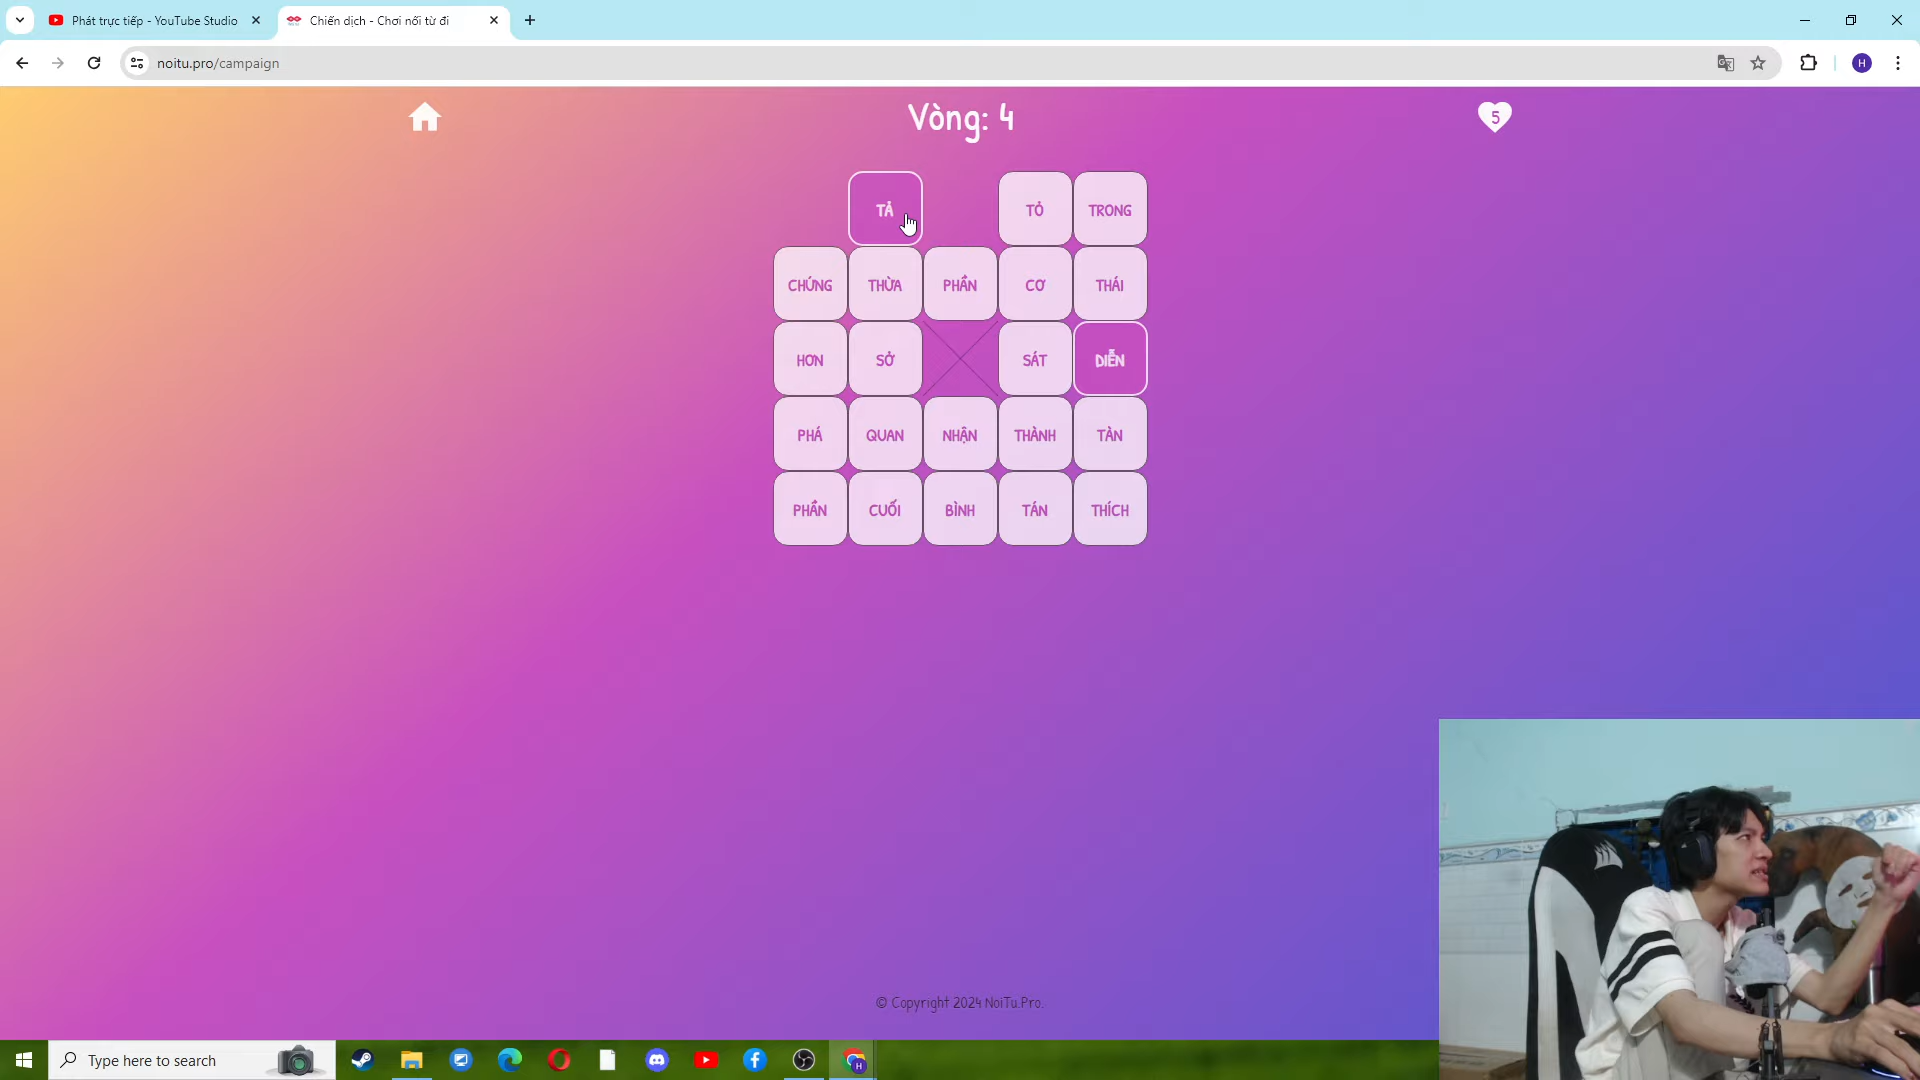 Phát trực tiếp - YouTube Studio
Chiến dịch - Chơi nối từ đi
noitu.pro/campaign
H
Vòng: 4
5
TẢ
TỎ
TRONG
CHỨNG
THỪA
PHẦN
CƠ
THÁI
HƠN
SỞ
SÁT
DIỄN
PHÁ
QUAN
NHẬN
THÀNH
TÀN
PHẦN
CUỐI
BÌNH
TÁN
THÍCH
© Copyright 2024 NoiTu.Pro.
Type here to search